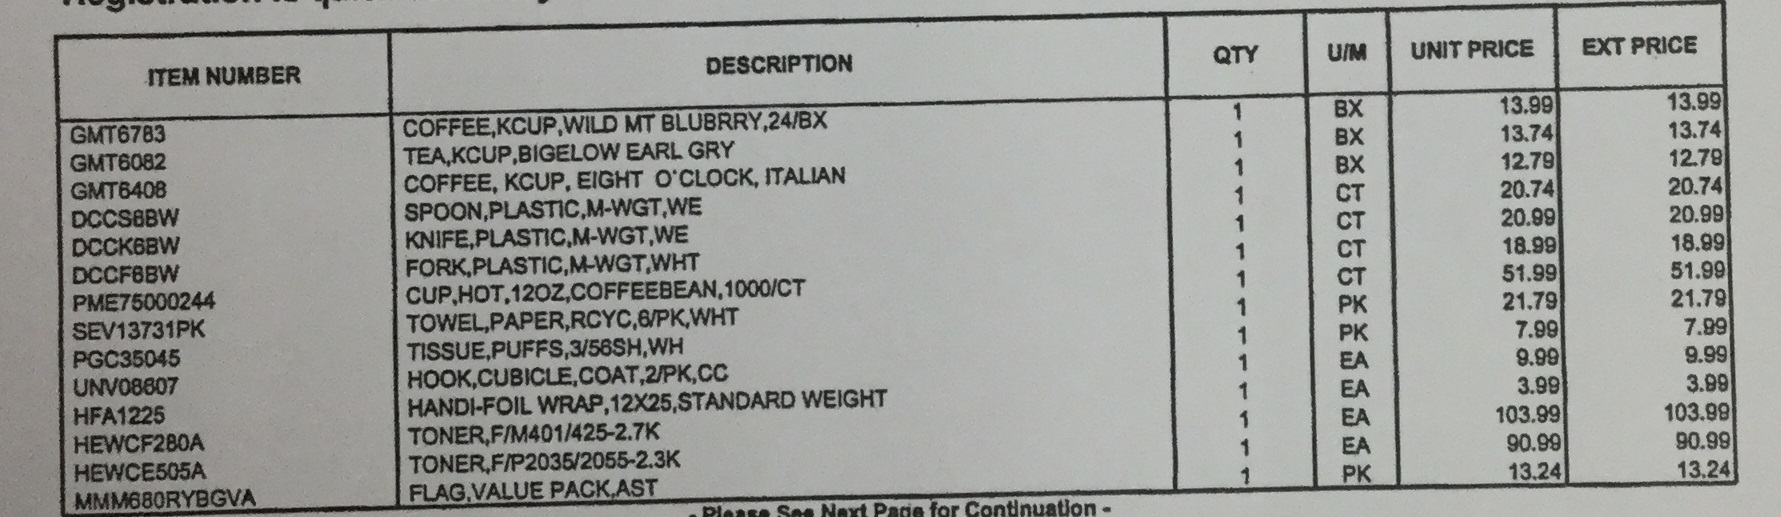 ITEM NUMBER DESCRIPTION QTY U/M UNIT PRICE EXT PRICE
GMT6783 COFFEE,KCUP,WILD MT BLUBRRY,24/BX 1 BX 13.99 13.99
GMT6082 TEA,KCUP,BIGELOW EARL GRY 1 BX 13.74 13.74
GMT6408 COFFEE, KCUP, EIGHT O'CLOCK, ITALIAN 1 BX 12.79 12.79
DCCS6BW SPOON,PLASTIC,M-WGT,WE 1 CT 20.74 20.74
DCCK6BW KNIFE,PLASTIC,M-WGT,WE 1 CT 20.99 20.99
DCCF6BW FORK,PLASTIC,M-WGT,WHT 1 CT 18.99 18.99
PME75000244 CUP,HOT,12OZ,COFFEEBEAN,1000/CT 1 CT 51.99 51.99
SEV13731PK TOWEL,PAPER,RCYC,6/PK,WHT 1 PK 21.79 21.79
PGC35045 TISSUE,PUFFS,3/56SH,WH 1 PK 7.99 7.99
UNV08607 HOOK,CUBICLE,COAT,2/PK,CC 1 EA 9.99 9.99
HFA1225 HANDI-FOIL WRAP,12X25,STANDARD WEIGHT 1 EA 3.99 3.99
HEWCF280A TONER,F/M401/425-2.7K 1 EA 103.99 103.99
HEWCE505A TONER,F/P2035/2055-2.3K 1 EA 90.99 90.99
MMM680RYBGVA FLAG,VALUE PACK,AST 1 PK 13.24 13.24
- Please See Next Page for Continuation -